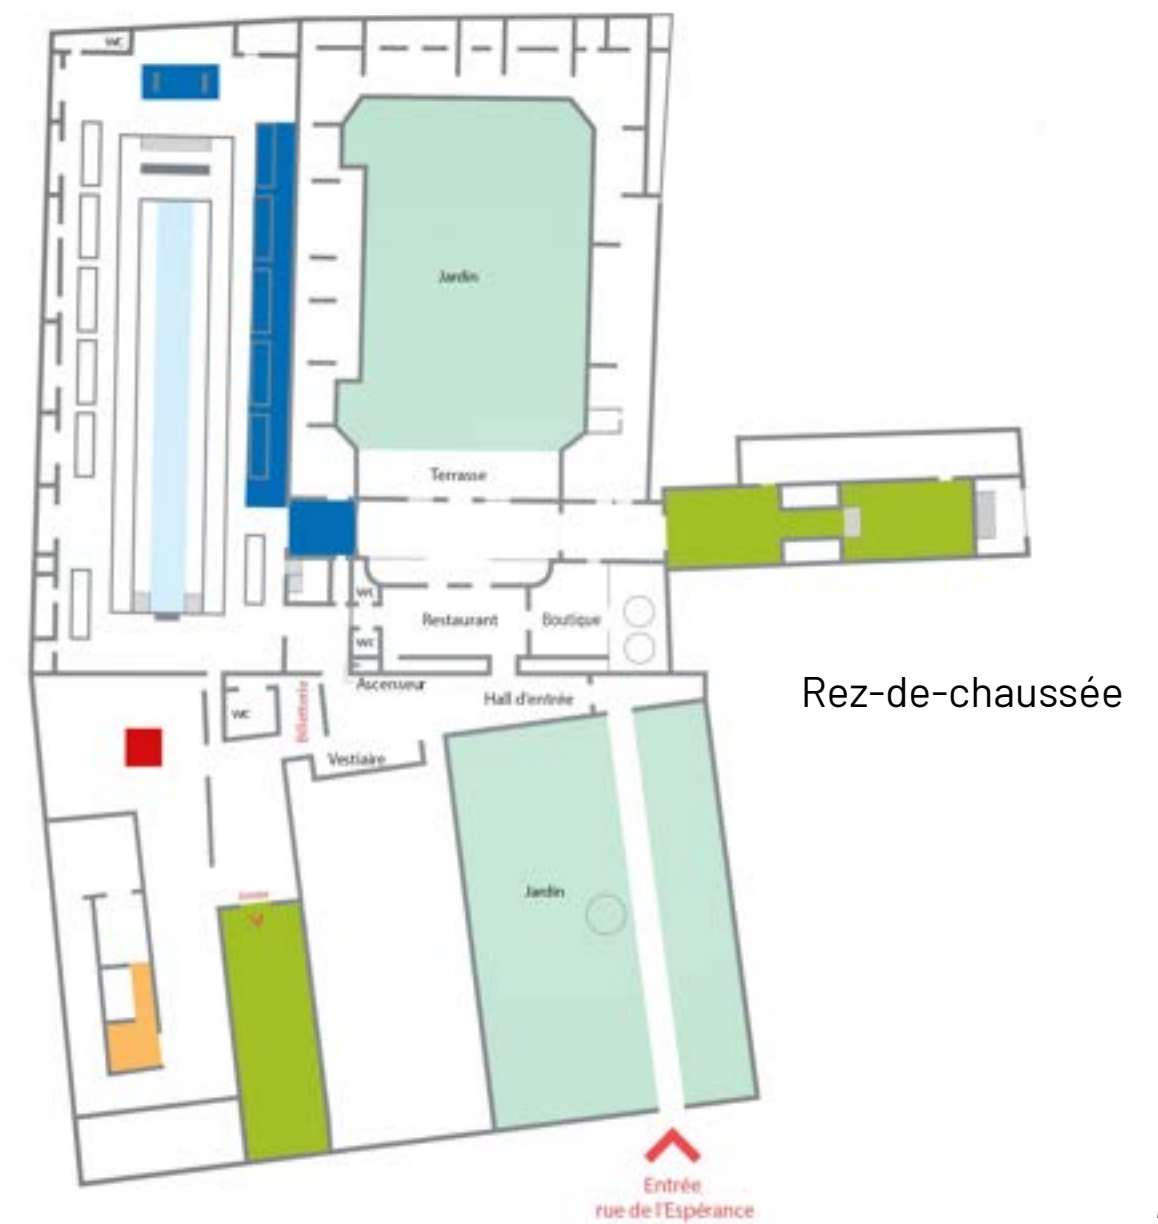 WC
Jardin
Terrasse
WC
Restaurant
Boutique
WC
Ascenseur
Hall d'entrée
Rez-de-chaussée
WC
Billetterie
Vestiaire
Jardin
Entrée
rue de l'Espérance